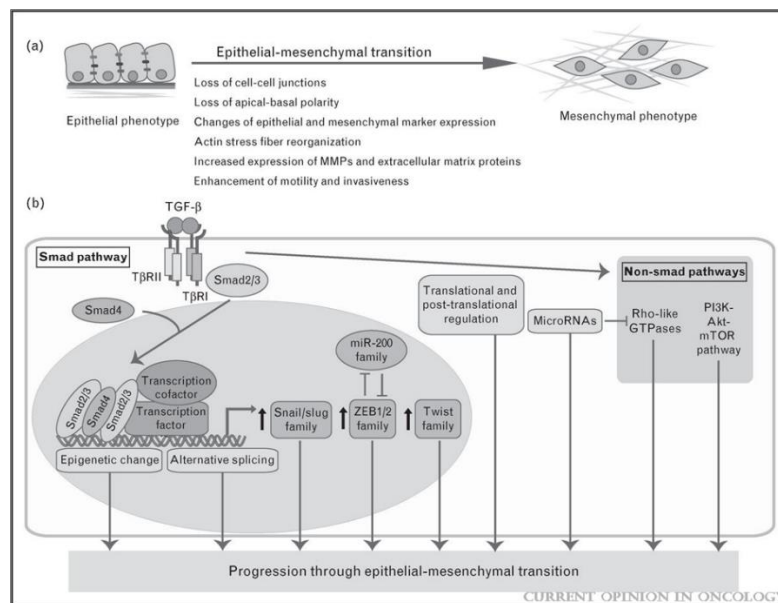 (a)
Epithelial-mesenchymal transition
Loss of cell-cell junctions
Loss of apical-basal polarity
Changes of epithelial and mesenchymal marker expression
Actin stress fiber reorganization
Increased expression of MMPs and extracellular matrix proteins
Enhancement of motility and invasiveness
Epithelial phenotype
Mesenchymal phenotype
(b)
TGF-β
Smad pathway
TβRII
TβRI
Smad2/3
Smad4
Non-smad pathways
Translational and
post-translational
regulation
MicroRNAs
Rho-like
GTPases
PI3K-
Akt-
mTOR
pathway
miR-200
family
Smad2/3
Smad4
Smad2/3
Transcription
cofactor
Transcription
factor
Snail/slug
family
ZEB1/2
family
Twist
family
Epigenetic change
Alternative splicing
Progression through epithelial-mesenchymal transition
CURRENT OPINION IN ONCOLOGY